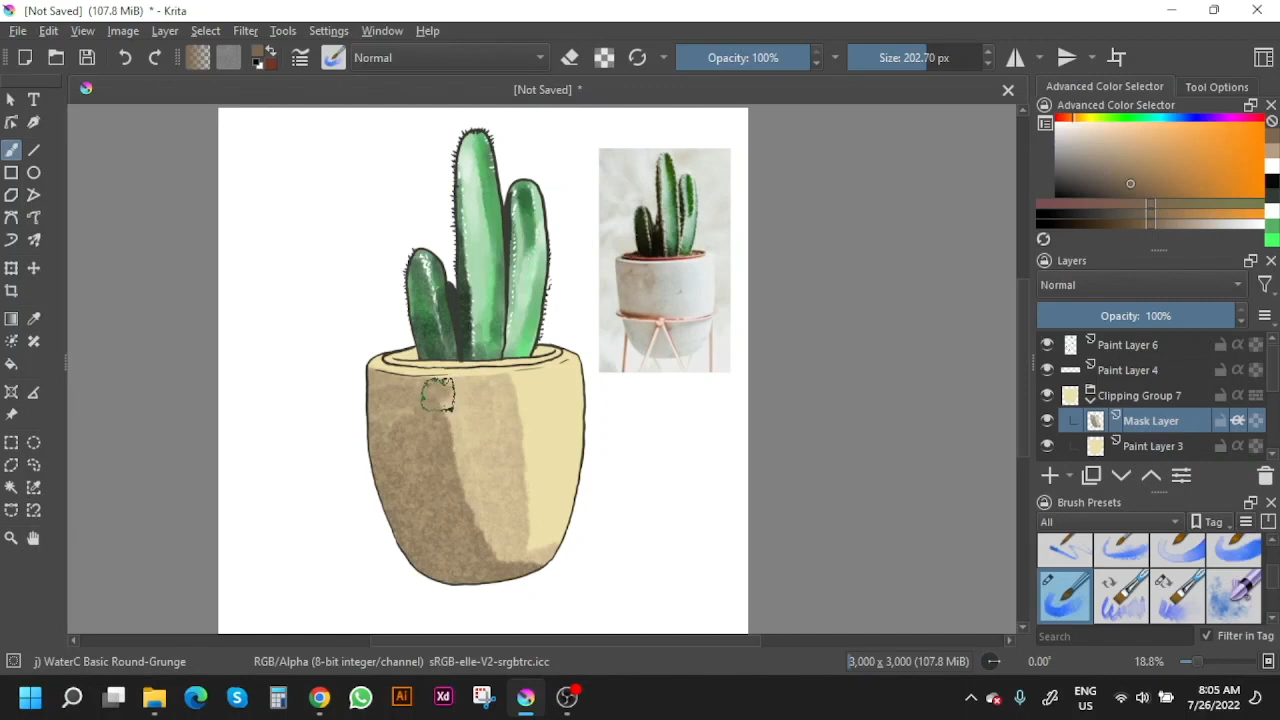 [Not Saved] (107.8 MiB) * - Krita
File Edit View Image Layer Select Filter Tools Settings Window Help
Normal
Opacity: 100%
Size: 202.70 px
[Not Saved] *
Advanced Color Selector
Tool Options
Advanced Color Selector
Layers
Normal
Opacity: 100%
Paint Layer 6
Paint Layer 4
Clipping Group 7
Mask Layer
Paint Layer 3
Brush Presets
All
Tag
Search
Filter in Tag
j) WaterC Basic Round-Grunge
RGB/Alpha (8-bit integer/channel) sRGB-elle-V2-srgbtrc.icc
3,000 x 3,000 (107.8 MiB)
0.00°
18.8%
Ai
Xd
ENG
US
8:05 AM
7/26/2022